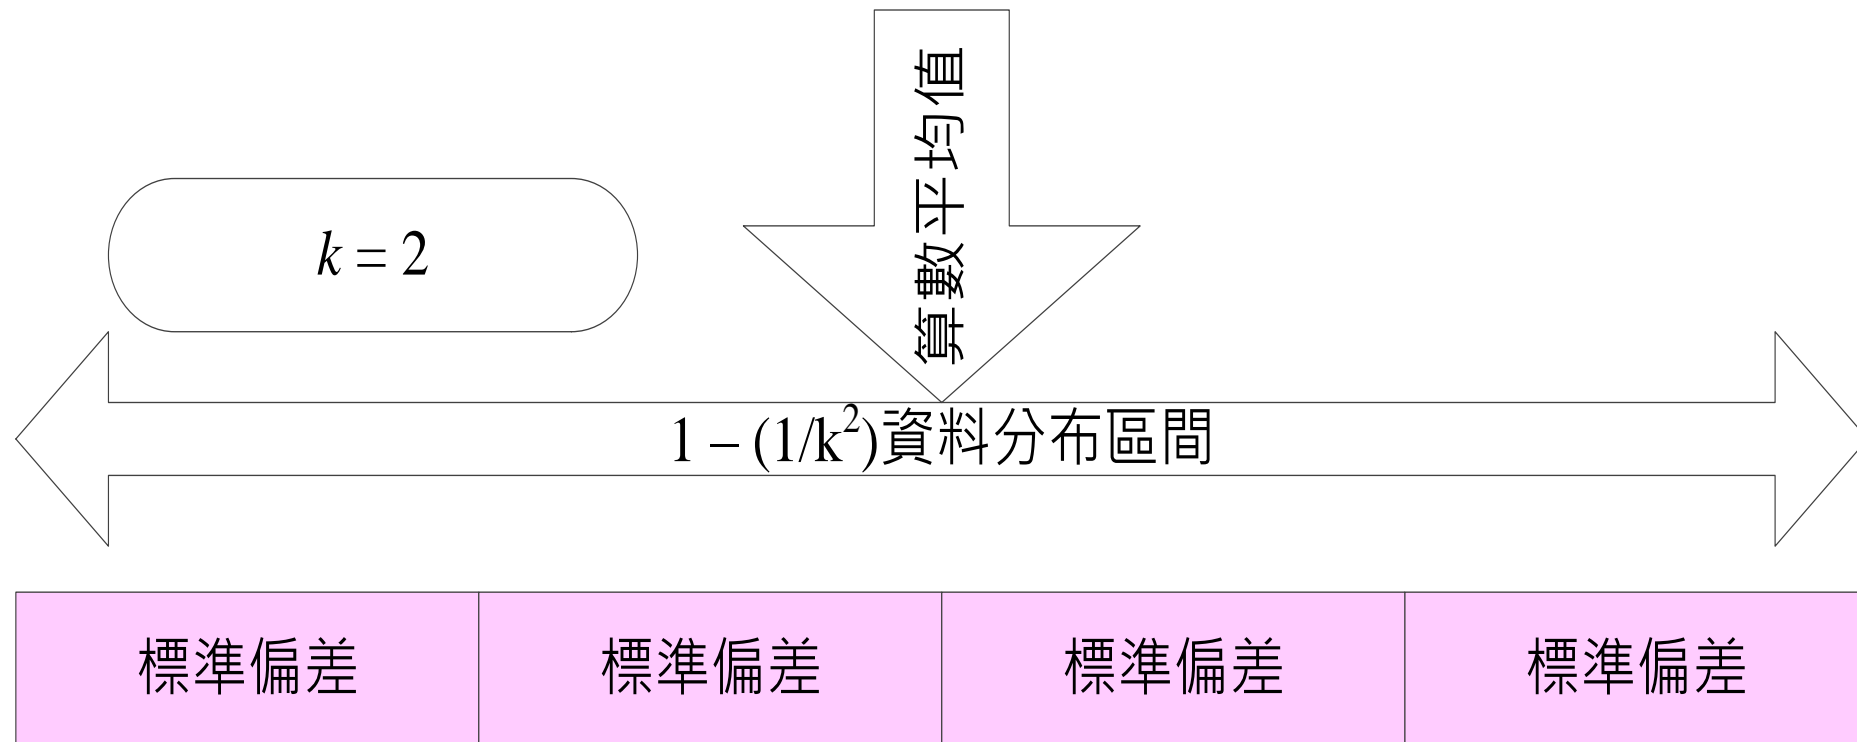 算數平均值
k = 2
1 – (1/k²)資料分布區間
標準偏差 標準偏差 標準偏差 標準偏差